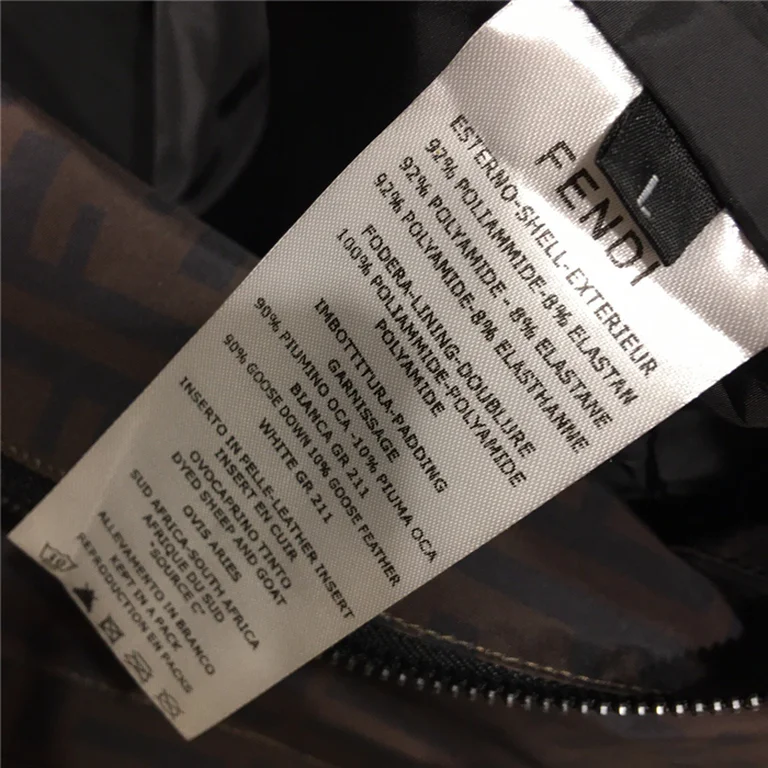 L
FENDI
ESTERNO-SHELL-EXTERIEUR
92% POLIAMMIDE-8% ELASTAN
92% POLYAMIDE - 8% ELASTANE
92% POLYAMIDE-8% ELASTHANNE
FODERA-LINING-DOUBLURE
100% POLIAMMIDE-POLYAMIDE
POLYAMIDE
IMBOTTITURA-PADDING
GARNISSAGE
90% PIUMINO OCA -10% PIUMA OCA
BIANCA GR 211
90% GOOSE DOWN 10% GOOSE FEATHER
WHITE GR 211
INSERTO IN PELLE-LEATHER INSERT
INSERT EN CUIR
OVOCAPRINO TINTO
DYED SHEEP AND GOAT
OVIS ARIES
SUD AFRICA-SOUTH AFRICA
AFRIQUE DU SUD
"SOURCE C"
ALLEVAMENTO IN BRANCO
KEPT IN A PACK
REPRODUCTION EN PACKS